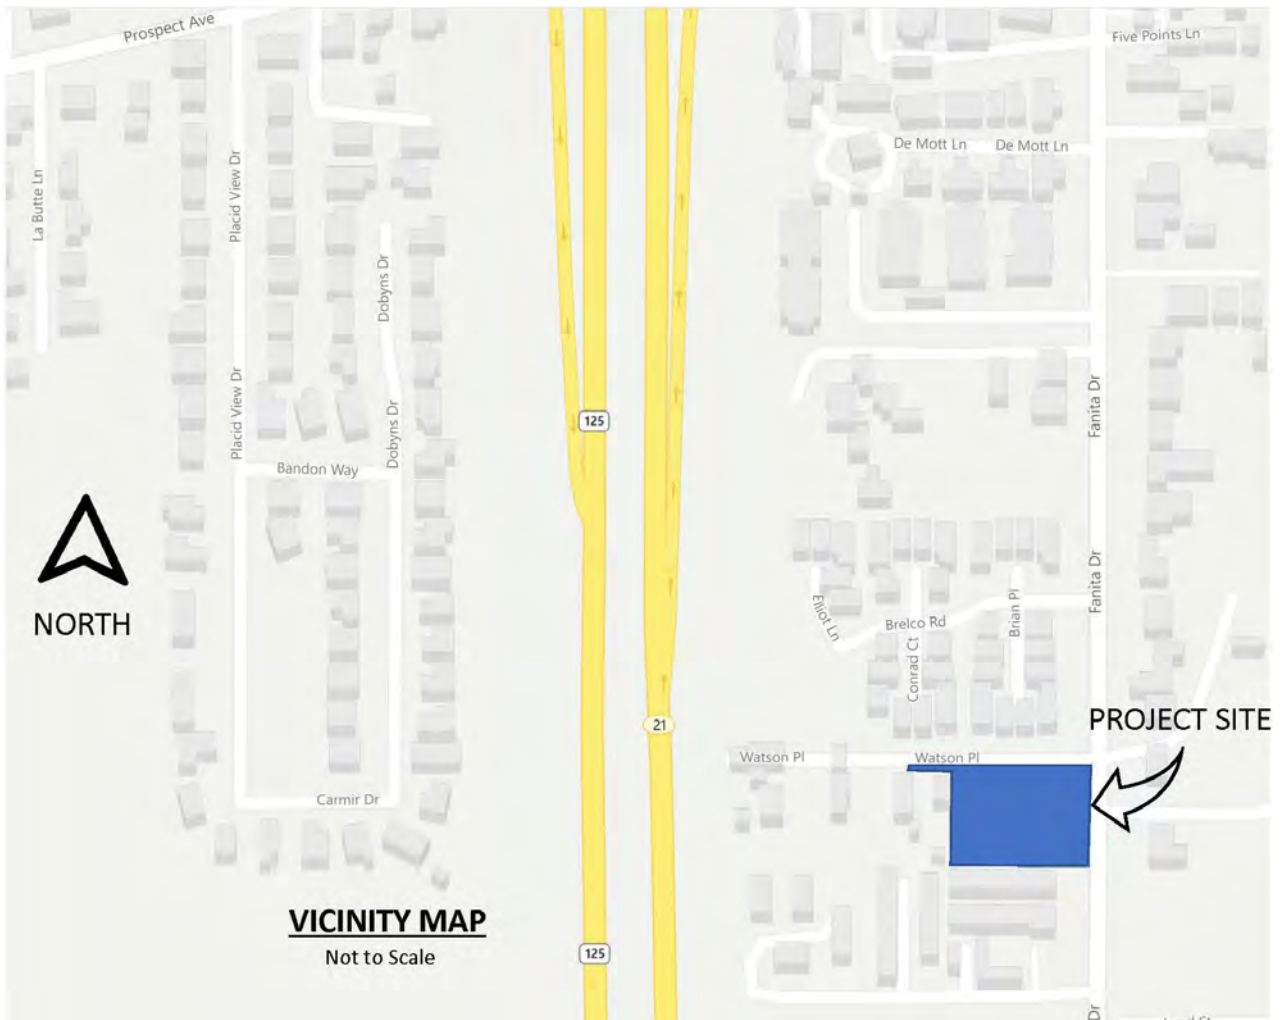 Prospect Ave
Five Points Ln
De Mott Ln
De Mott Ln
La Butte Ln
Placid View Dr
Dobyns Dr
Placid View Dr
Dobyns Dr
125
Fanita Dr
Bandon Way
NORTH
Elliot Ln
Brelco Rd
Conrad Ct
Brian Pl
Fanita Dr
PROJECT SITE
21
Watson Pl
Watson Pl
Carmir Dr
VICINITY MAP
Not to Scale
125
Dr
St